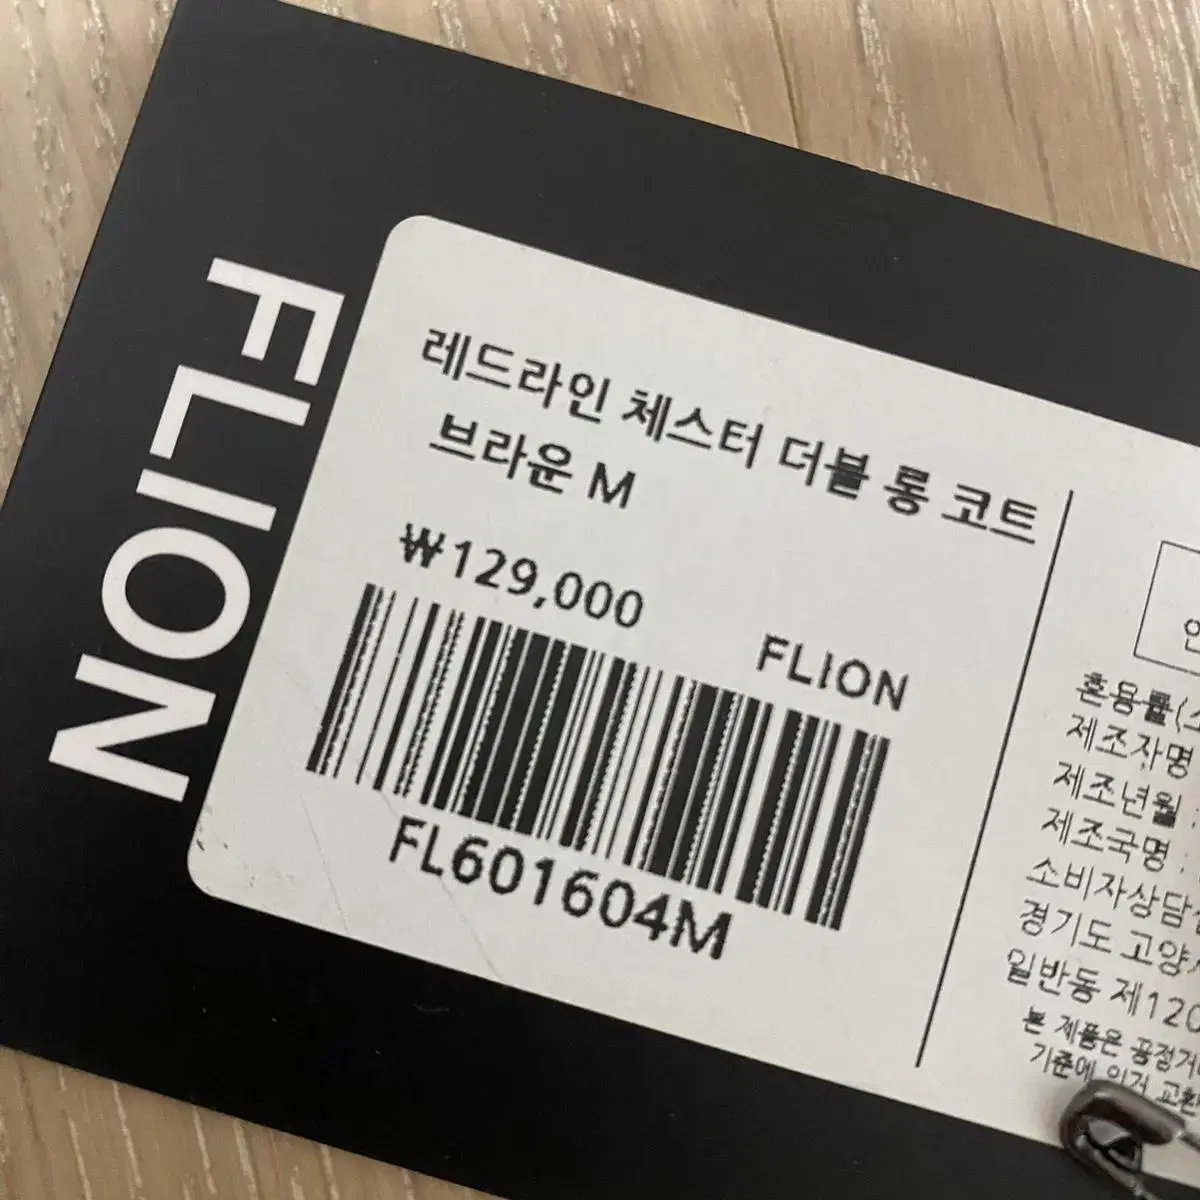 FLION
레드라인 체스터 더블 롱 코트
브라운 M
₩129,000
FLION
FL601604M
혼용률(
제조자명
제조년월 :
제조국명 :
소비자상담
경기도 고양
일반동 제120
본 제품은 공정거
기준에 의거 교환